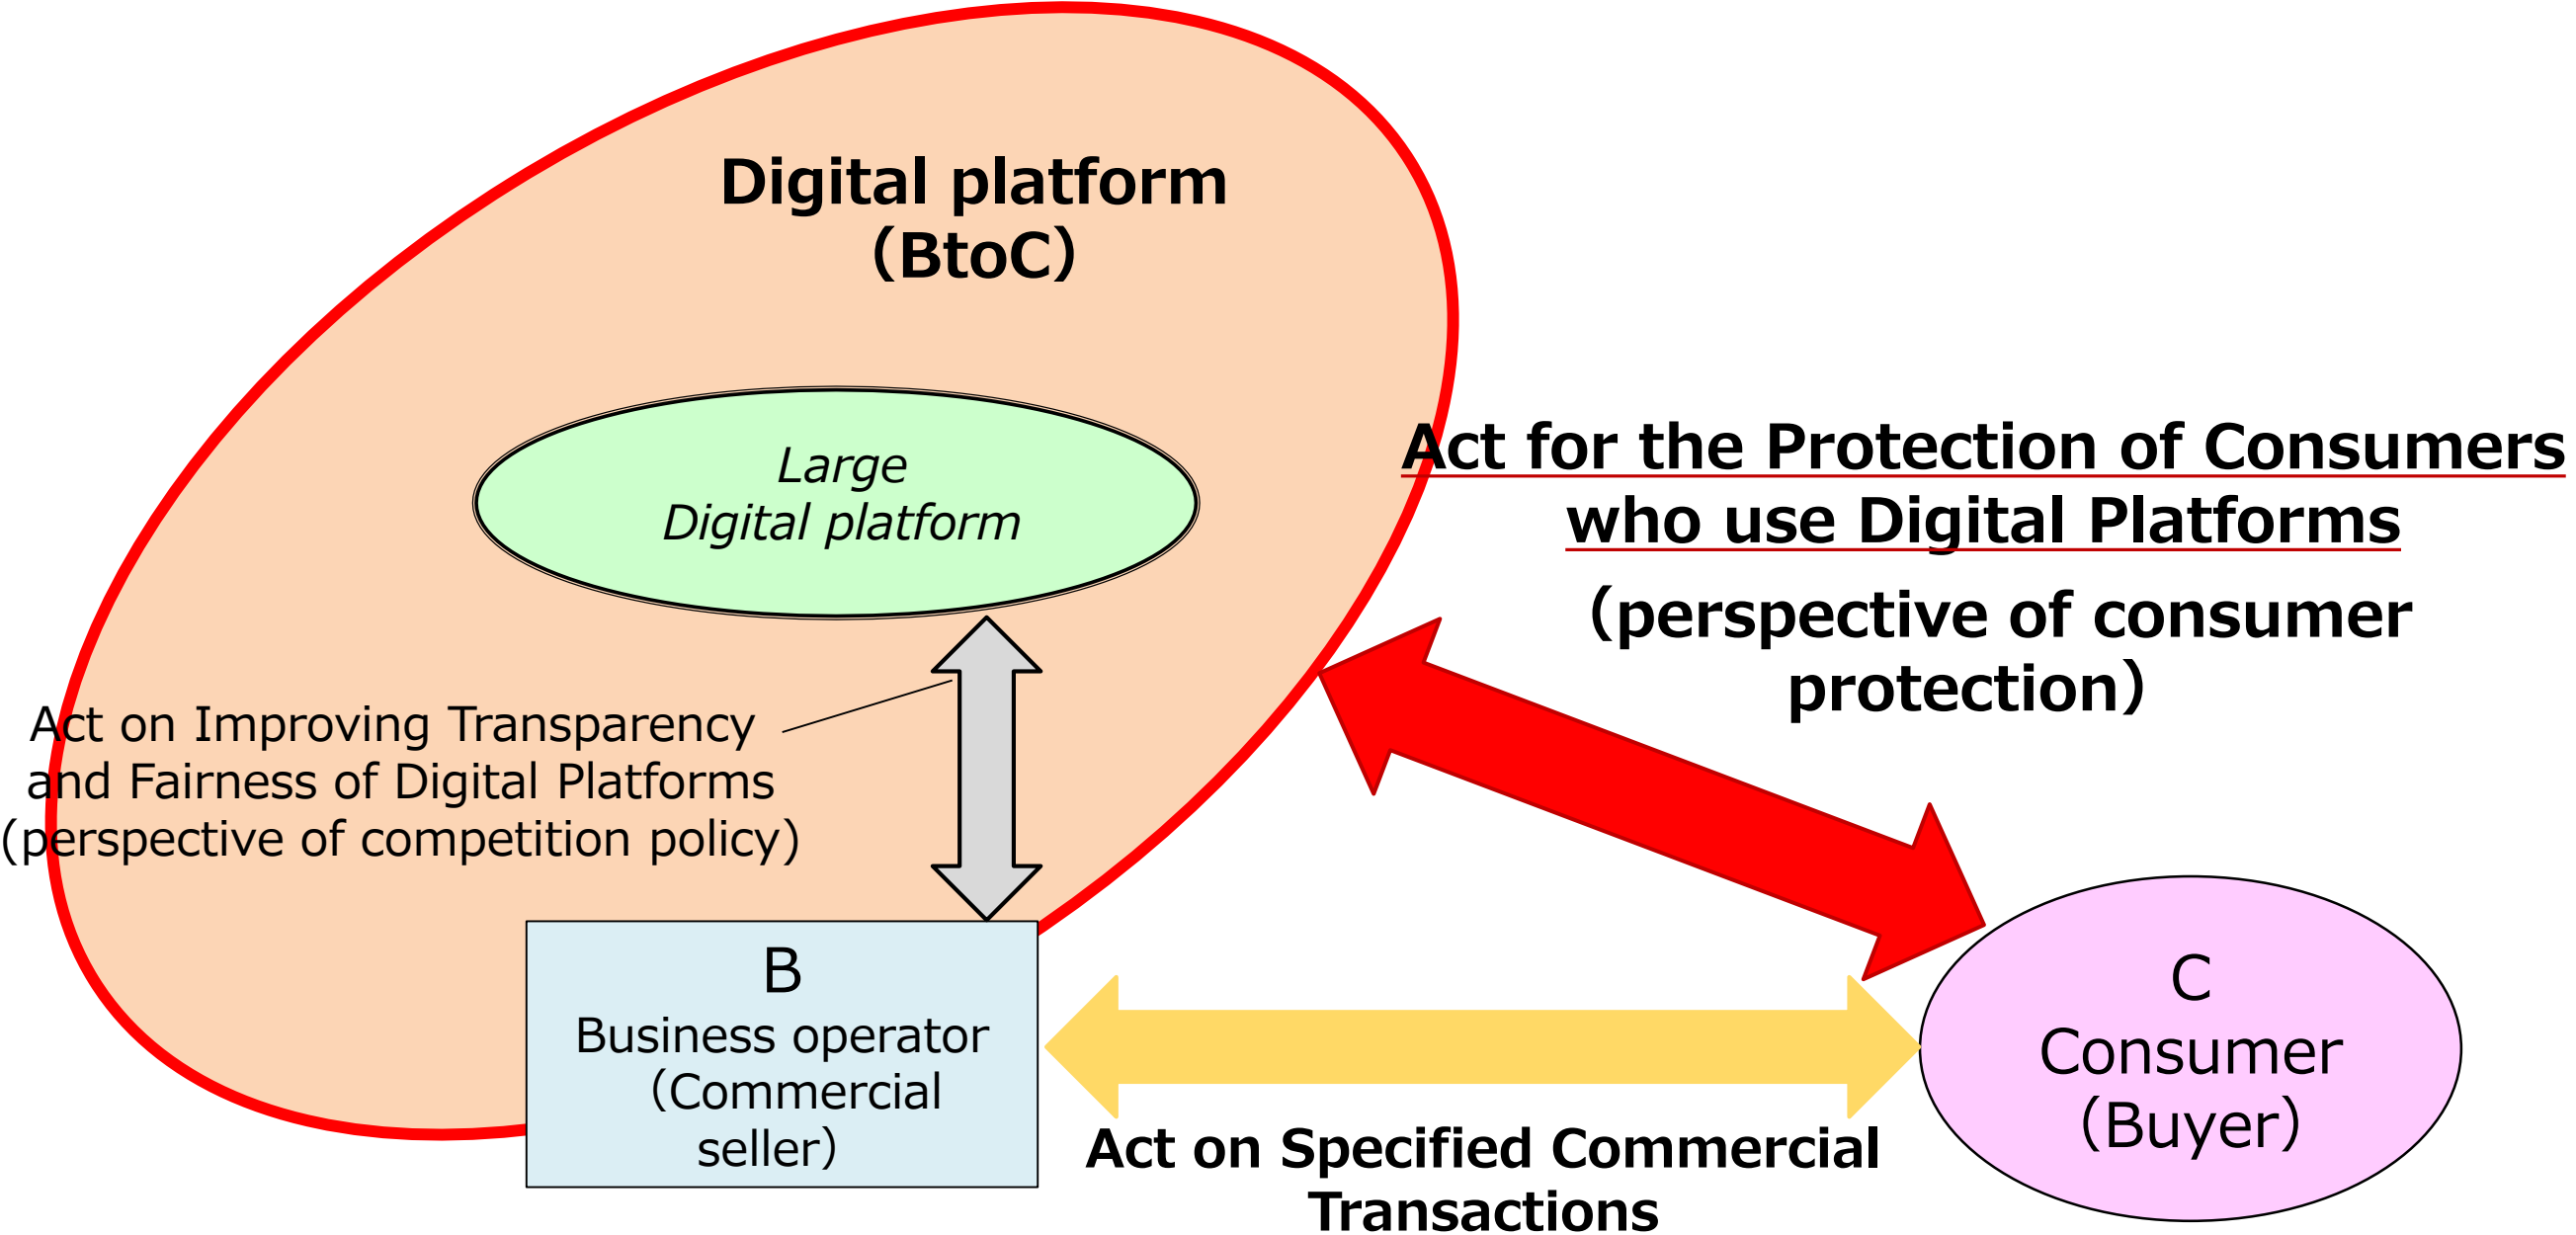 Digital platform
（BtoC）
Large
Digital platform
Act for the Protection of Consumers
who use Digital Platforms
（perspective of consumer
protection）
Act on Improving Transparency
and Fairness of Digital Platforms
(perspective of competition policy)
B
Business operator
（Commercial
seller）
C
Consumer
（Buyer）
Act on Specified Commercial
Transactions